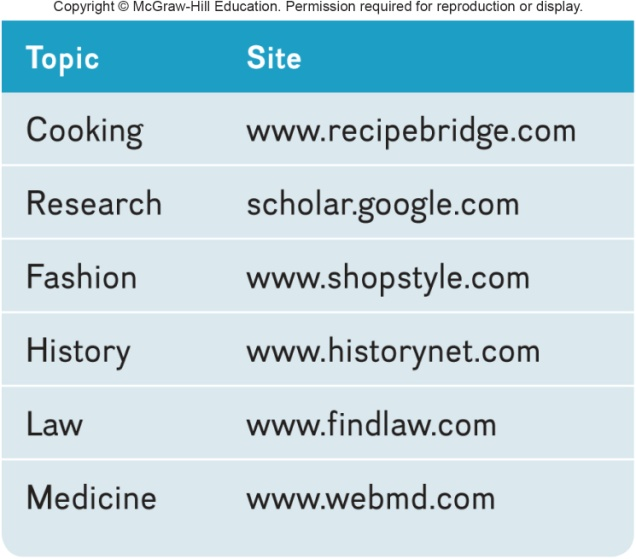 Copyright © McGraw-Hill Education. Permission required for reproduction or display.
Topic Site
Cooking www.recipebridge.com
Research scholar.google.com
Fashion www.shopstyle.com
History www.historynet.com
Law www.findlaw.com
Medicine www.webmd.com